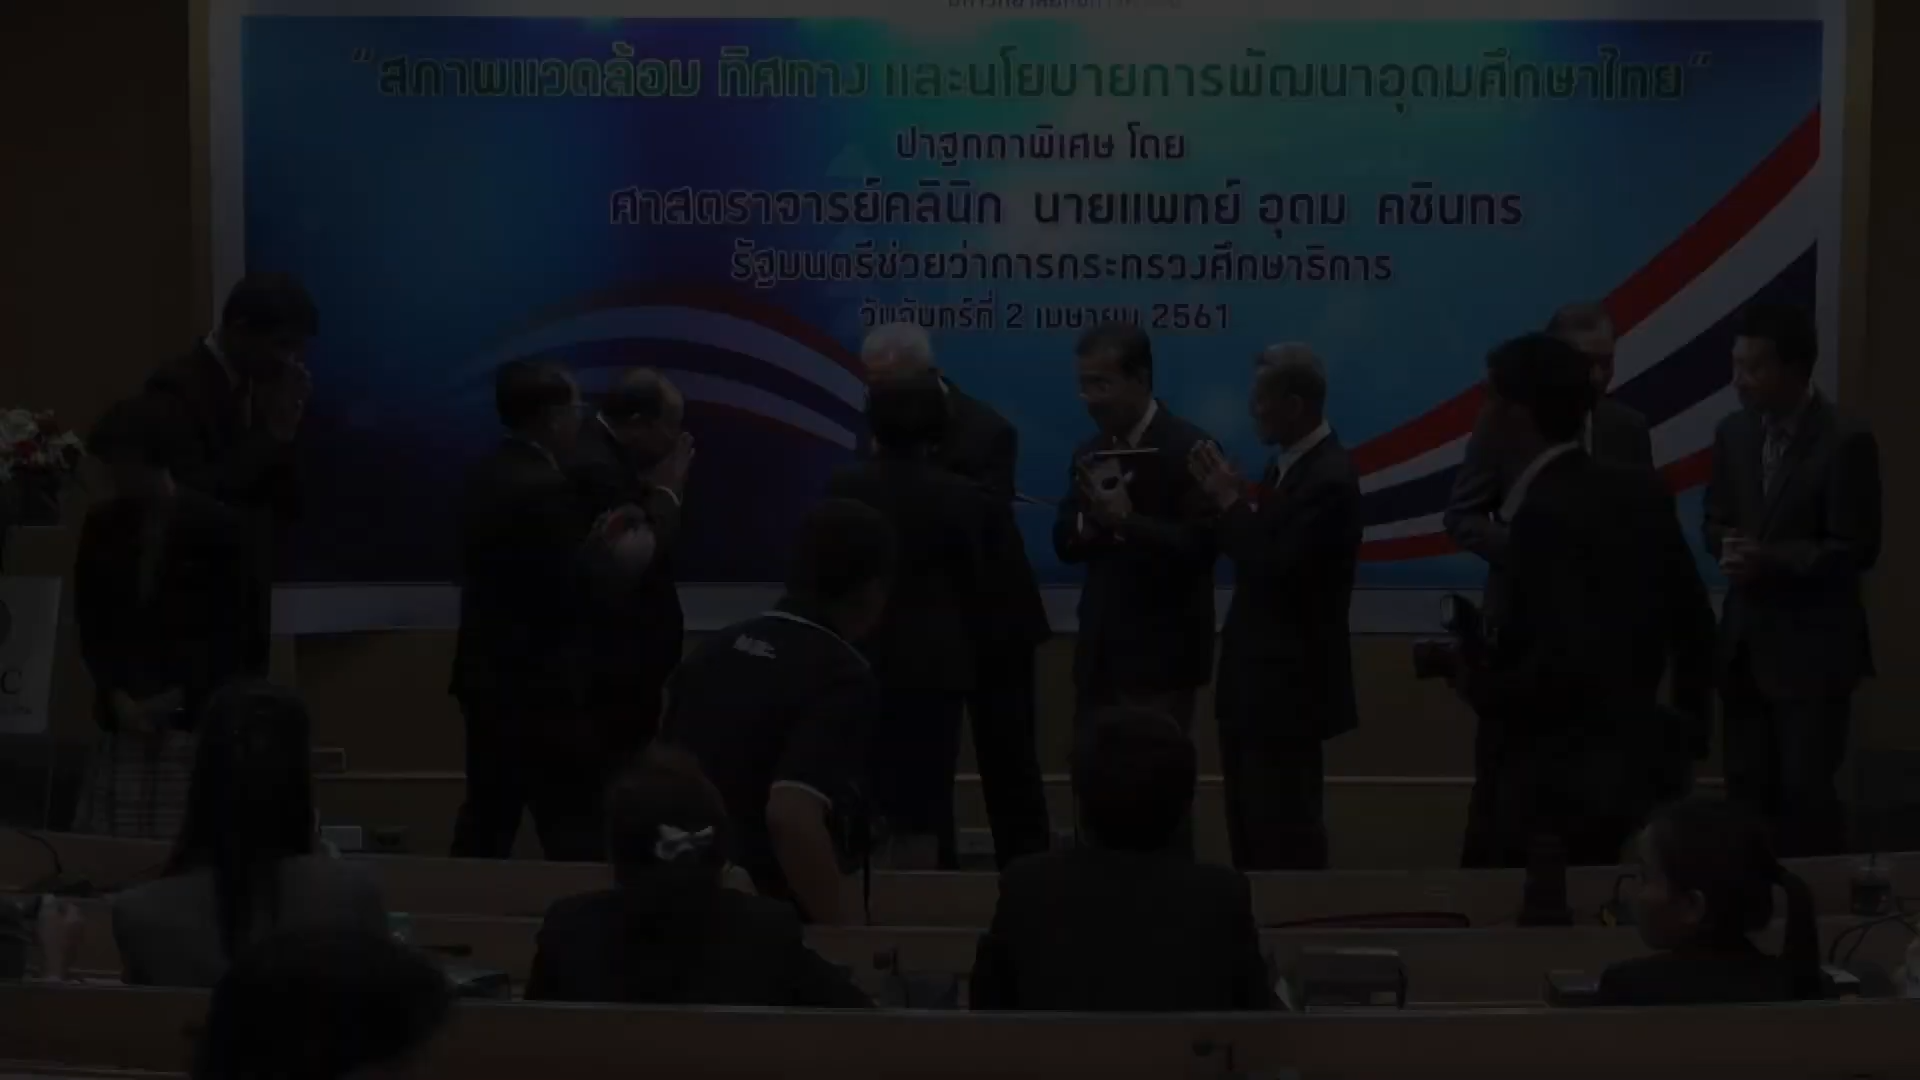 “สภาพแวดล้อม ทิศทาง และนโยบายการพัฒนาอุดมศึกษาไทย“
ปาฐกถาพิเศษ โดย
ศาสตราจารย์คลินิก นายแพทย์ อุดม คชินทร
รัฐมนตรีช่วยว่าการกระทรวงศึกษาธิการ
วันจันทร์ที่ 2 เมษายน 2561
C